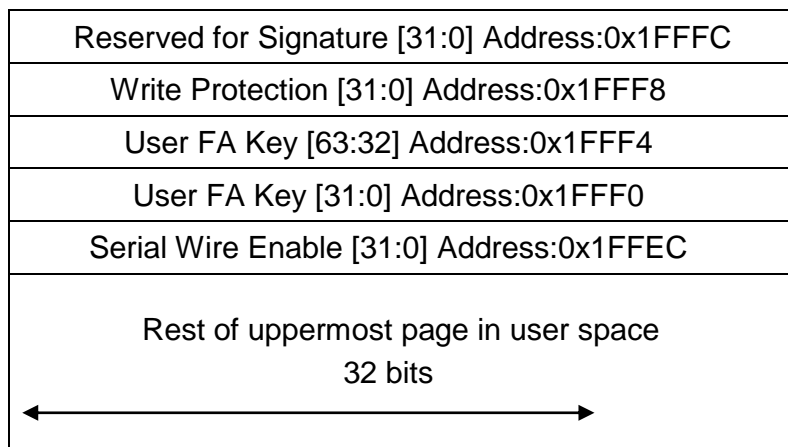 Reserved for Signature [31:0] Address:0x1FFFC
Write Protection [31:0] Address:0x1FFF8
User FA Key [63:32] Address:0x1FFF4
User FA Key [31:0] Address:0x1FFF0
Serial Wire Enable [31:0] Address:0x1FFEC
Rest of uppermost page in user space
32 bits